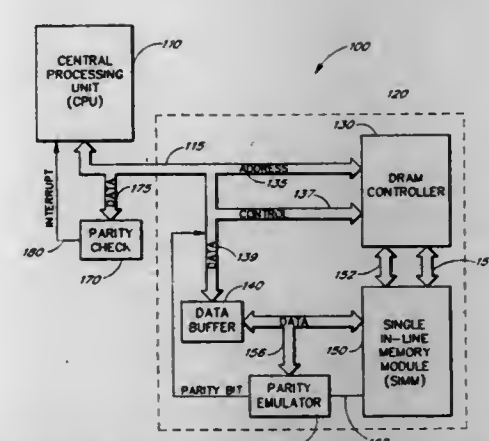 110
CENTRAL
PROCESSING
UNIT
(CPU)
100
120
130
115
ADDRESS
135
DRAM
CONTROLLER
INTERRUPT
DATA
175
137
CONTROL
PARITY
CHECK
180
170
DATA
139
140
152
DATA
BUFFER
DATA
150
SINGLE
IN-LINE
MEMORY
MODULE
(SIMM)
156
PARITY BIT
PARITY
EMULATOR